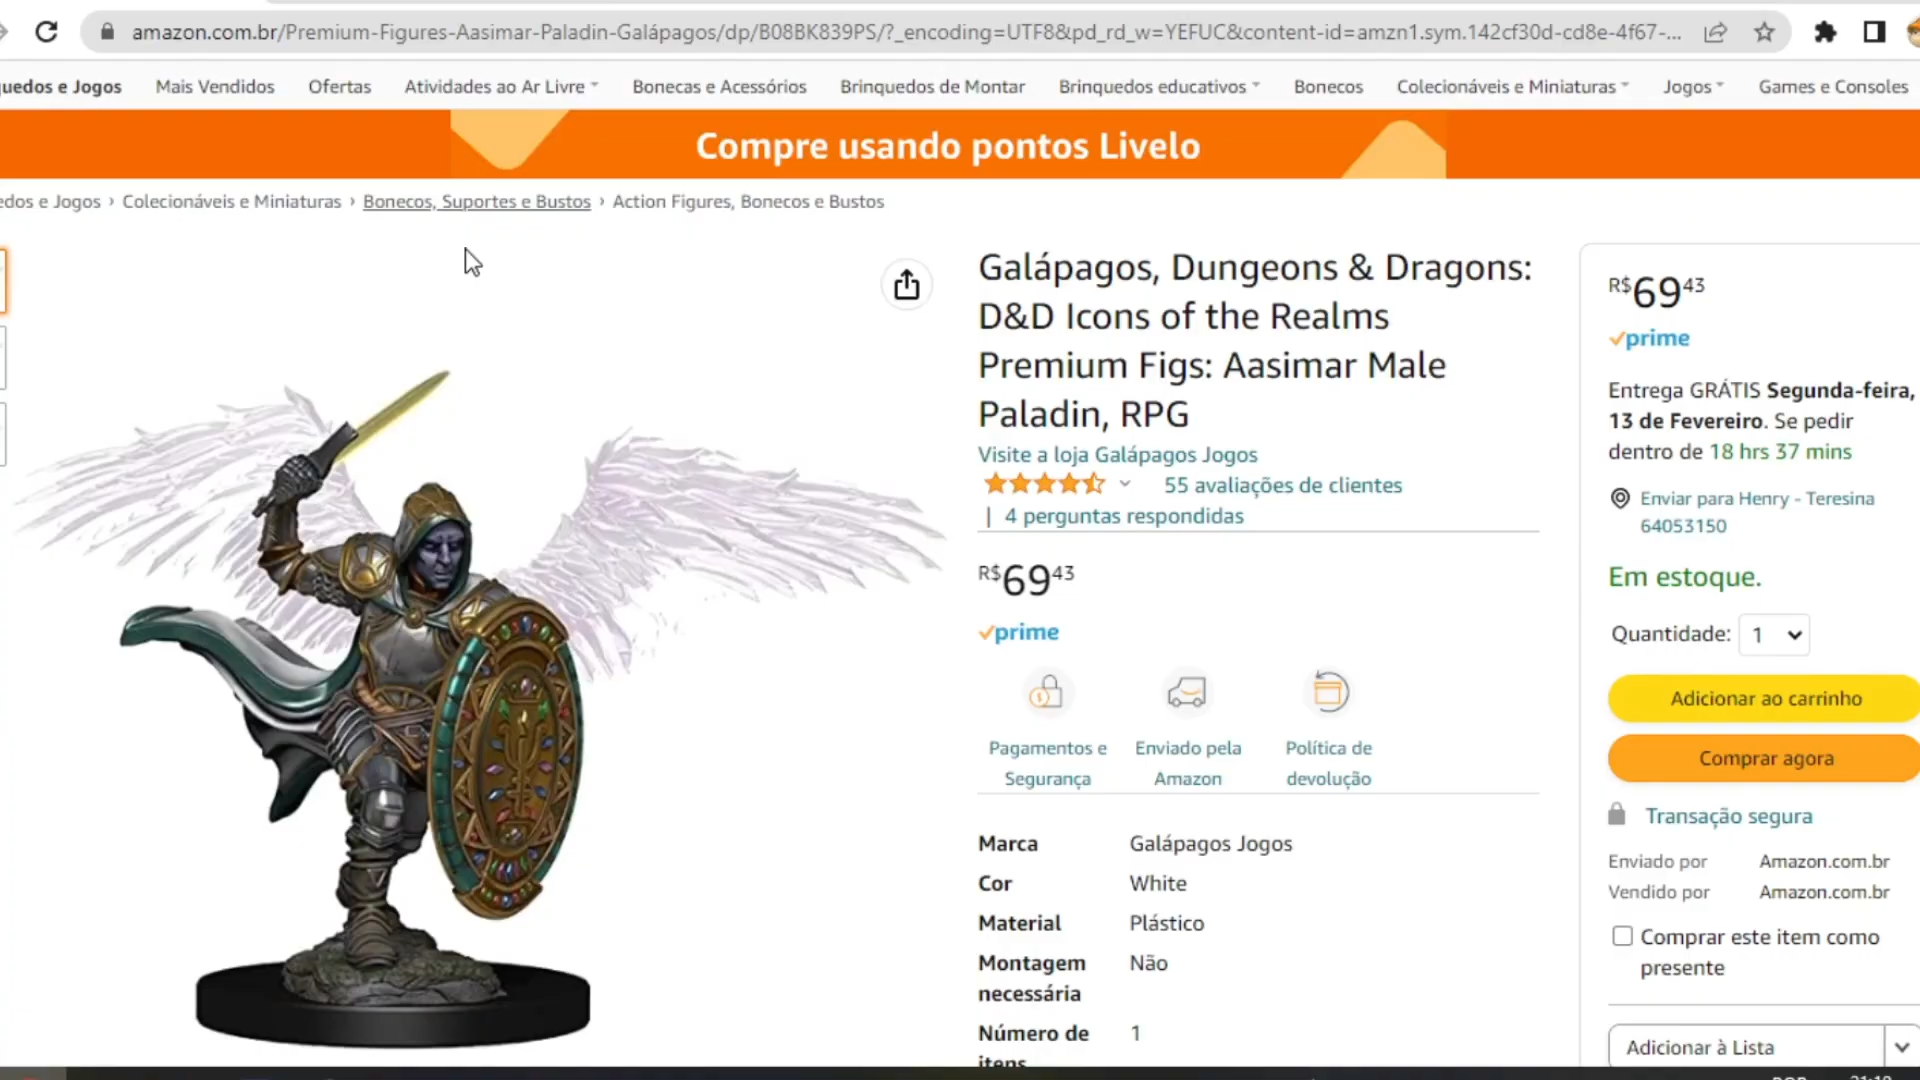 amazon.com.br/Premium-Figures-Aasimar-Paladin-Galápagos/dp/B08BK839PS/?_encoding=UTF8&pd_rd_w=YEFUC&content-id=amzn1.sym.142cf30d-cd8e-4f67-...
quedos e Jogos Mais Vendidos Ofertas Atividades ao Ar Livre Bonecas e Acessórios Brinquedos de Montar Brinquedos educativos Bonecos Colecionáveis e Miniaturas Jogos Games e Consoles
Compre usando pontos Livelo
edos e Jogos › Colecionáveis e Miniaturas › Bonecos, Suportes e Bustos › Action Figures, Bonecos e Bustos
Galápagos, Dungeons & Dragons:
D&D Icons of the Realms
Premium Figs: Aasimar Male
Paladin, RPG
Visite a loja Galápagos Jogos
55 avaliações de clientes
| 4 perguntas respondidas
R$69 43
prime
Pagamentos e
Segurança
Enviado pela
Amazon
Política de
devolução
Marca Galápagos Jogos
Cor White
Material Plástico
Montagem Não
necessária
Número de 1
itens
R$69 43
prime
Entrega GRÁTIS Segunda-feira,
13 de Fevereiro. Se pedir
dentro de 18 hrs 37 mins
Enviar para Henry - Teresina
64053150
Em estoque.
Quantidade: 1
Adicionar ao carrinho
Comprar agora
Transação segura
Enviado por Amazon.com.br
Vendido por Amazon.com.br
Comprar este item como
presente
Adicionar à Lista